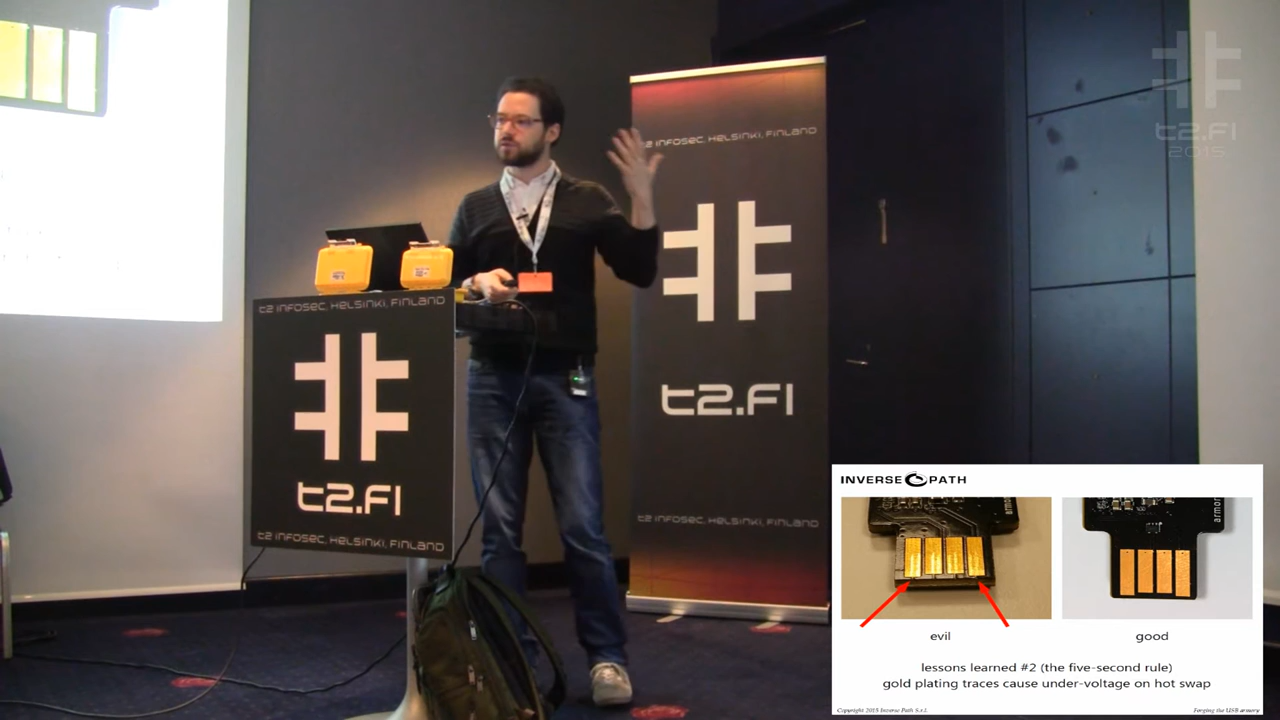 t2 INFOSEC, HELSINKI, FINLAND
t2.FI
t2 INFOSEC, HELSINKI, FINLAND
t2 INFOSEC, HELSINKI, FINLAND
t2.FI
t2 INFOSEC, HELSINKI, FINLAND
t2.FI
2015
INVERSE PATH
armor
evil
good
lessons learned #2 (the five-second rule)
gold plating traces cause under-voltage on hot swap
Copyright 2015 Inverse Path S.r.l.
Forging the USB armory